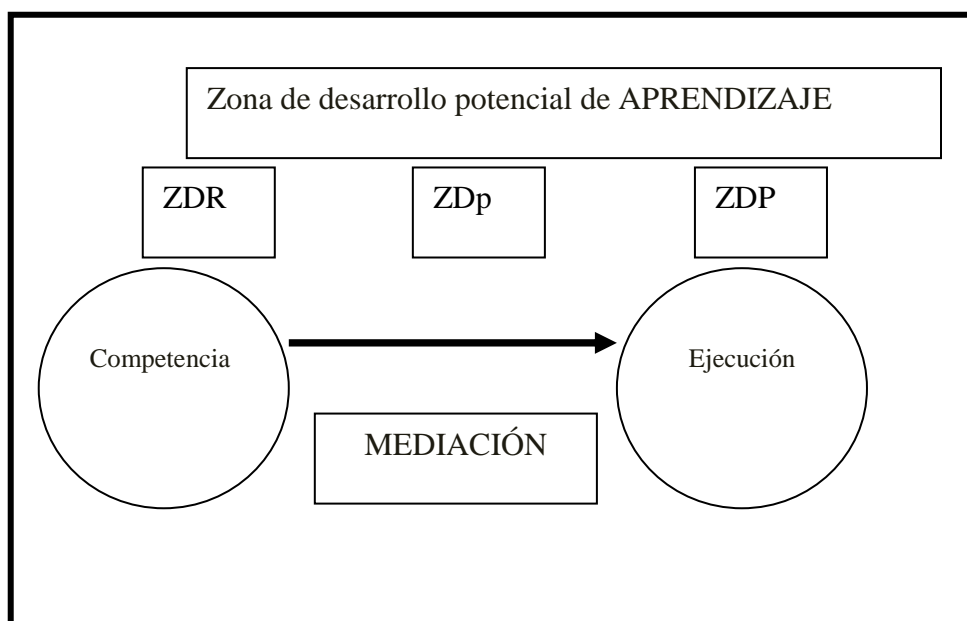 Zona de desarrollo potencial de APRENDIZAJE
ZDR
ZDp
ZDP
Competencia
Ejecución
MEDIACIÓN